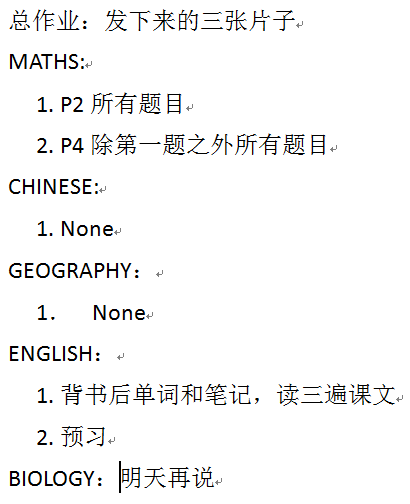 总作业：发下来的三张片子
MATHS:
1. P2 所有题目
2. P4 除第一题之外所有题目
CHINESE:
1. None
GEOGRAPHY：
1. None
ENGLISH：
1. 背书后单词和笔记，读三遍课文
2. 预习
BIOLOGY：明天再说